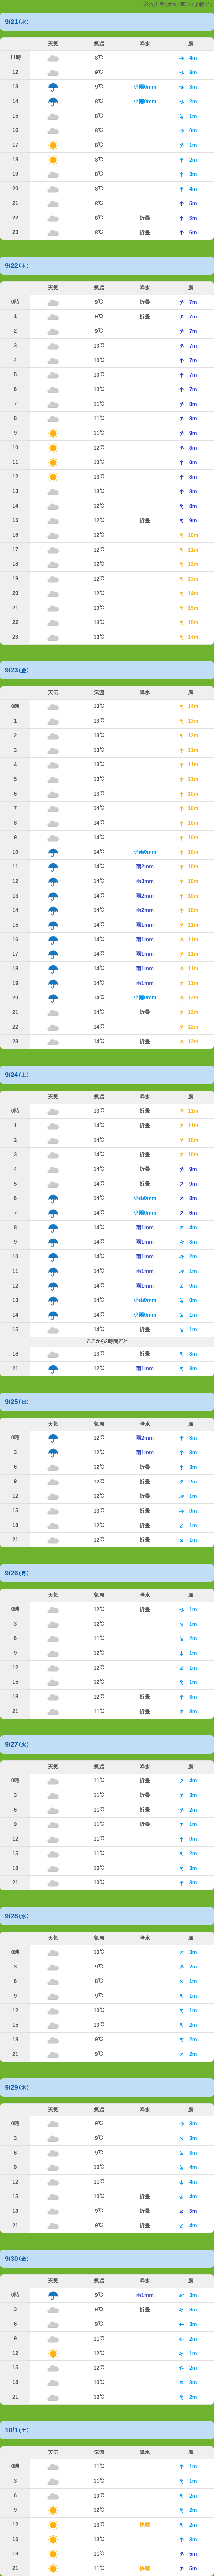 9/21(水)
天気 気温 降水 風
11時 8℃ 4m
12 9℃ 3m
13 8℃ 小雨0mm 3m
14 8℃ 小雨0mm 2m
15 8℃ 1m
16 8℃ 0m
17 8℃ 1m
18 8℃ 2m
19 8℃ 3m
20 8℃ 4m
21 8℃ 5m
22 8℃ 折畳 5m
23 8℃ 折畳 6m
9/22(木)
天気 気温 降水 風
0時 9℃ 折畳 7m
1 9℃ 折畳 7m
2 9℃ 7m
3 10℃ 7m
4 10℃ 7m
5 10℃ 7m
6 10℃ 7m
7 11℃ 8m
8 11℃ 8m
9 11℃ 9m
10 12℃ 8m
11 13℃ 8m
12 13℃ 8m
13 13℃ 8m
14 12℃ 8m
15 12℃ 折畳 9m
16 12℃ 10m
17 12℃ 11m
18 12℃ 12m
19 12℃ 13m
20 12℃ 14m
21 13℃ 15m
22 13℃ 15m
23 13℃ 14m
9/23(金)
天気 気温 降水 風
0時 13℃ 14m
1 13℃ 13m
2 13℃ 12m
3 13℃ 11m
4 13℃ 11m
5 13℃ 11m
6 13℃ 10m
7 14℃ 10m
8 14℃ 10m
9 14℃ 10m
10 14℃ 小雨0mm 10m
11 14℃ 雨2mm 10m
12 14℃ 雨3mm 10m
13 14℃ 雨2mm 10m
14 14℃ 雨2mm 10m
15 14℃ 雨1mm 11m
16 14℃ 雨1mm 11m
17 14℃ 雨1mm 11m
18 14℃ 雨1mm 11m
19 14℃ 雨1mm 11m
20 14℃ 小雨0mm 12m
21 14℃ 折畳 12m
22 14℃ 12m
23 14℃ 折畳 12m
9/24(土)
天気 気温 降水 風
0時 13℃ 折畳 11m
1 14℃ 折畳 11m
2 14℃ 10m
3 14℃ 折畳 10m
4 14℃ 折畳 9m
5 14℃ 折畳 9m
6 14℃ 小雨0mm 8m
7 14℃ 小雨0mm 6m
8 14℃ 雨1mm 4m
9 14℃ 雨1mm 3m
10 14℃ 雨1mm 2m
11 14℃ 雨1mm 1m
12 14℃ 雨1mm 0m
13 14℃ 小雨0mm 0m
14 14℃ 小雨0mm 1m
15 14℃ 折畳 1m
ここから3時間ごと
18 13℃ 折畳 3m
21 12℃ 雨1mm 3m
9/25(日)
天気 気温 降水 風
0時 12℃ 雨2mm 3m
3 12℃ 雨1mm 3m
6 12℃ 折畳 3m
9 12℃ 折畳 2m
12 12℃ 折畳 1m
15 13℃ 折畳 0m
18 12℃ 折畳 1m
21 12℃ 折畳 1m
9/26(月)
天気 気温 降水 風
0時 12℃ 折畳 1m
3 12℃ 1m
6 11℃ 2m
9 12℃ 1m
12 12℃ 1m
15 12℃ 1m
18 12℃ 折畳 3m
21 11℃ 折畳 3m
9/27(火)
天気 気温 降水 風
0時 11℃ 折畳 4m
3 11℃ 折畳 3m
6 11℃ 折畳 2m
9 11℃ 折畳 1m
12 11℃ 0m
15 11℃ 2m
18 10℃ 3m
21 10℃ 3m
9/28(水)
天気 気温 降水 風
0時 10℃ 3m
3 9℃ 2m
6 8℃ 1m
9 9℃ 1m
12 10℃ 1m
15 10℃ 2m
18 9℃ 2m
21 9℃ 2m
9/29(木)
天気 気温 降水 風
0時 9℃ 3m
3 9℃ 3m
6 9℃ 3m
9 10℃ 4m
12 11℃ 4m
15 10℃ 折畳 4m
18 9℃ 折畳 5m
21 9℃ 折畳 4m
9/30(金)
天気 気温 降水 風
0時 9℃ 雨1mm 3m
3 9℃ 折畳 3m
6 9℃ 3m
9 11℃ 2m
12 12℃ 1m
15 12℃ 2m
18 10℃ 3m
21 10℃ 2m
10/1(土)
天気 気温 降水 風
0時 11℃ 1m
3 11℃ 1m
6 10℃ 2m
9 12℃ 2m
12 13℃ 快晴 2m
15 13℃ 3m
18 11℃ 5m
21 11℃ 快晴 5m